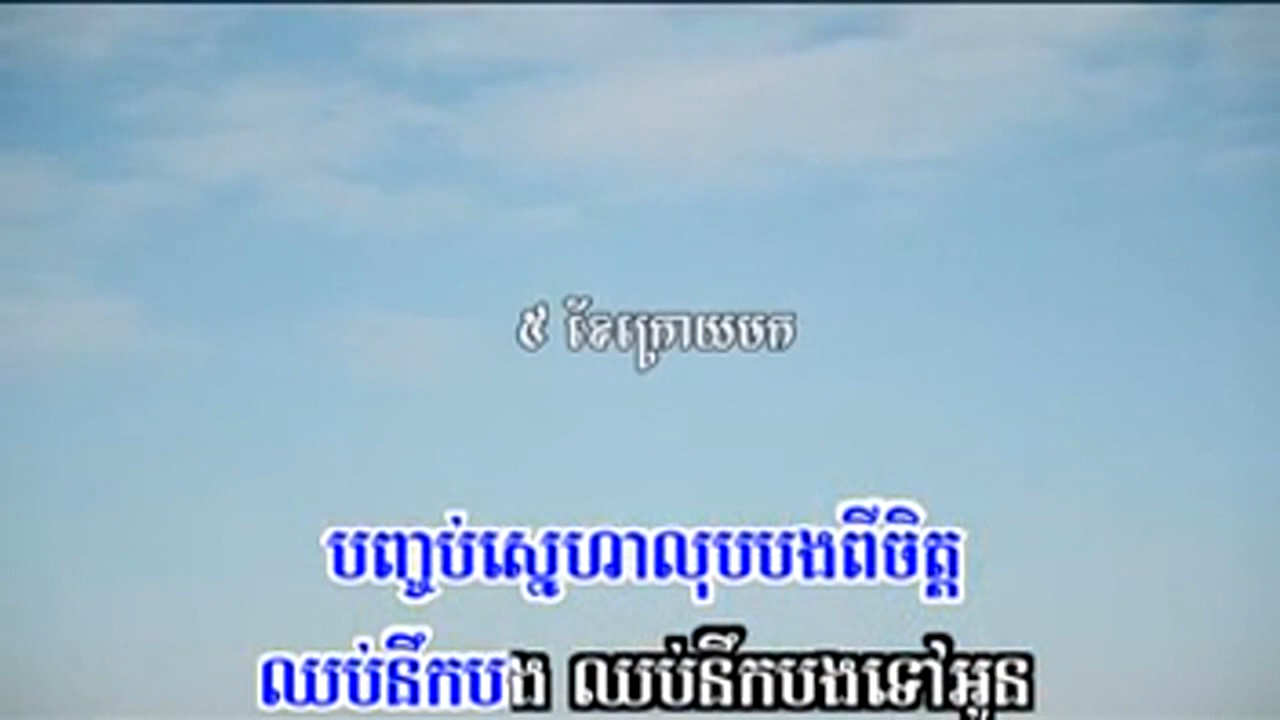 ៥ ខែក្រោយមក
បញ្ចប់ស្នេហាលុបបងពីចិត្ត
ឈប់នឹកបង ឈប់នឹកបងទៅអូន